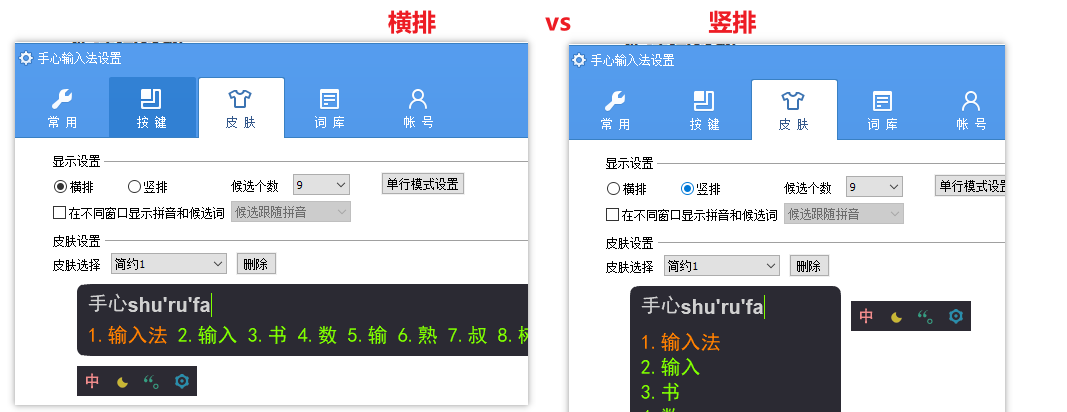 横排 vs 竖排
手心输入法设置
常用 按键 皮肤 词库 帐号
显示设置
横排 竖排 候选个数 9 单行模式设置
在不同窗口显示拼音和候选词 候选跟随拼音
皮肤设置
皮肤选择 简约1 删除
手心shu'ru'fa
1.输入法 2.输入 3.书 4.数 5.输 6.熟 7.叔 8.树
中
手心输入法设置
常用 按键 皮肤 词库 帐号
显示设置
横排 竖排 候选个数 9 单行模式设置
在不同窗口显示拼音和候选词 候选跟随拼音
皮肤设置
皮肤选择 简约1 删除
手心shu'ru'fa
中
1.输入法
2.输入
3.书